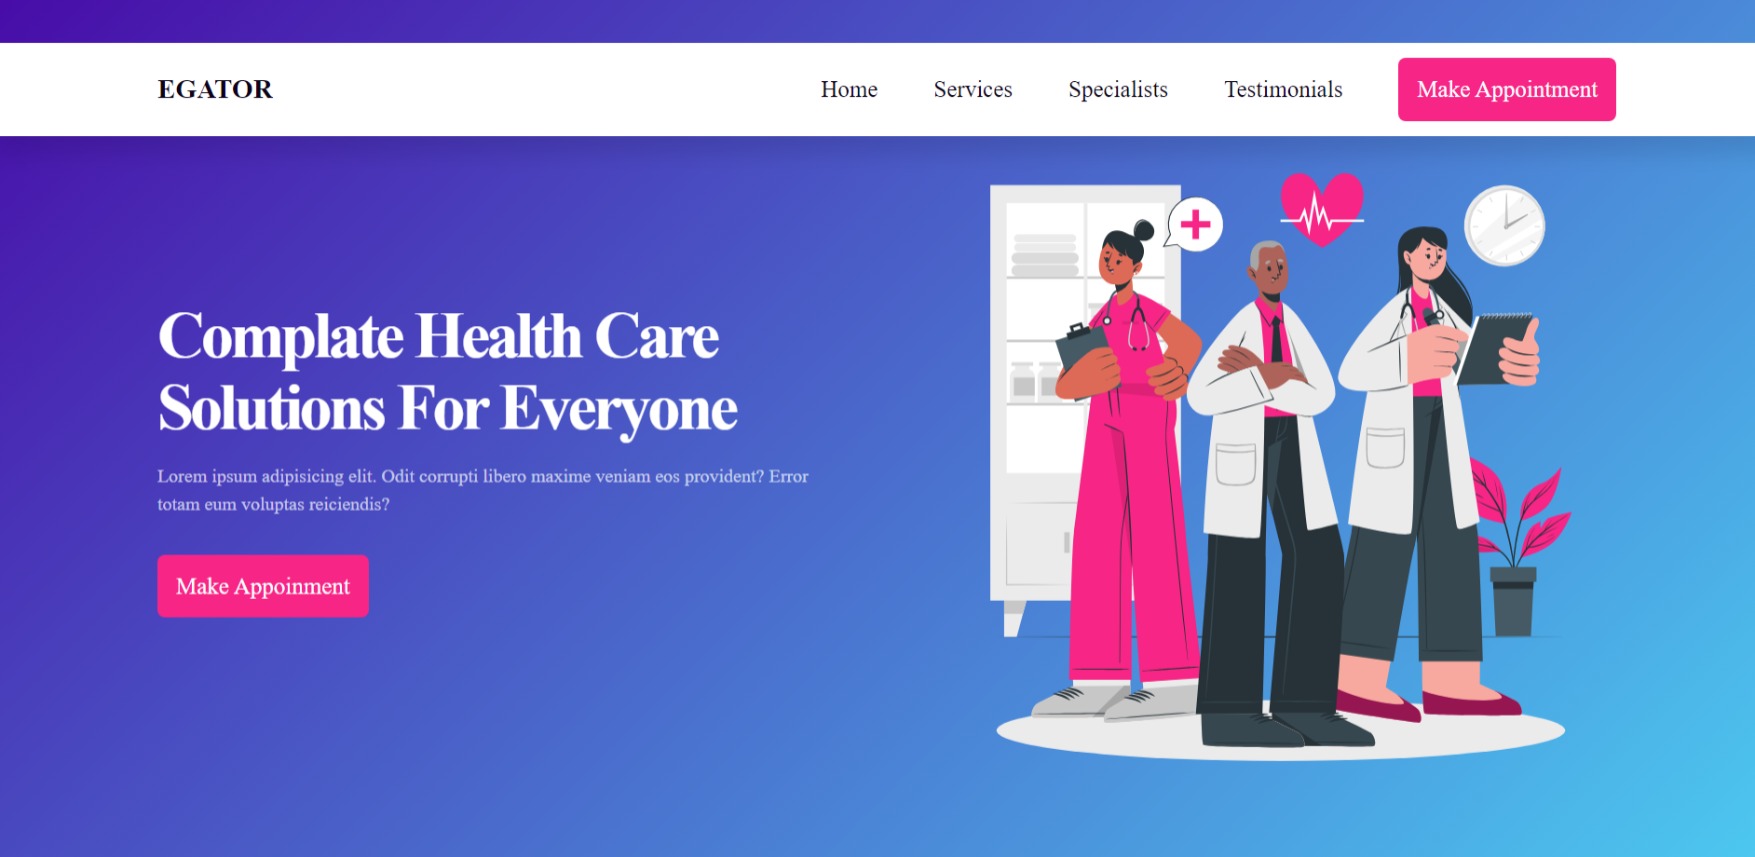 EGATOR
Home
Services
Specialists
Testimonials
Make Appointment
Complate Health Care
Solutions For Everyone
Lorem ipsum adipisicing elit. Odit corrupti libero maxime veniam eos provident? Error
totam eum voluptas reiciendis?
Make Appoinment